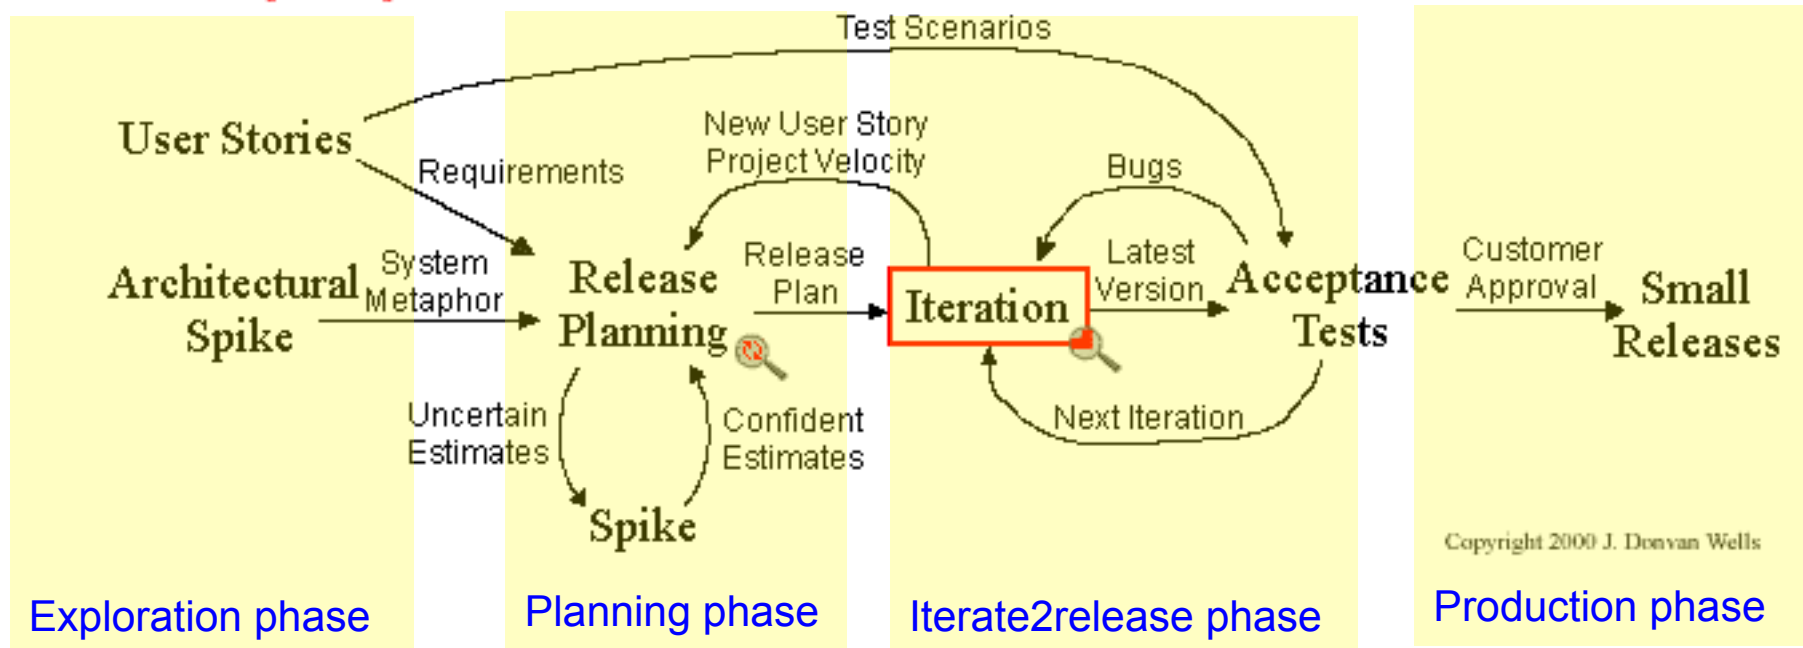 Test Scenarios
User Stories
Requirements
New User Story
Project Velocity
Bugs
Architectural
Spike
System
Metaphor
Release
Planning
Release
Plan
Iteration
Latest
Version
Acceptance
Tests
Customer
Approval
Small
Releases
Uncertain
Estimates
Confident
Estimates
Next Iteration
Spike
Copyright 2000 J. Donvan Wells
Exploration phase
Planning phase
Iterate2release phase
Production phase